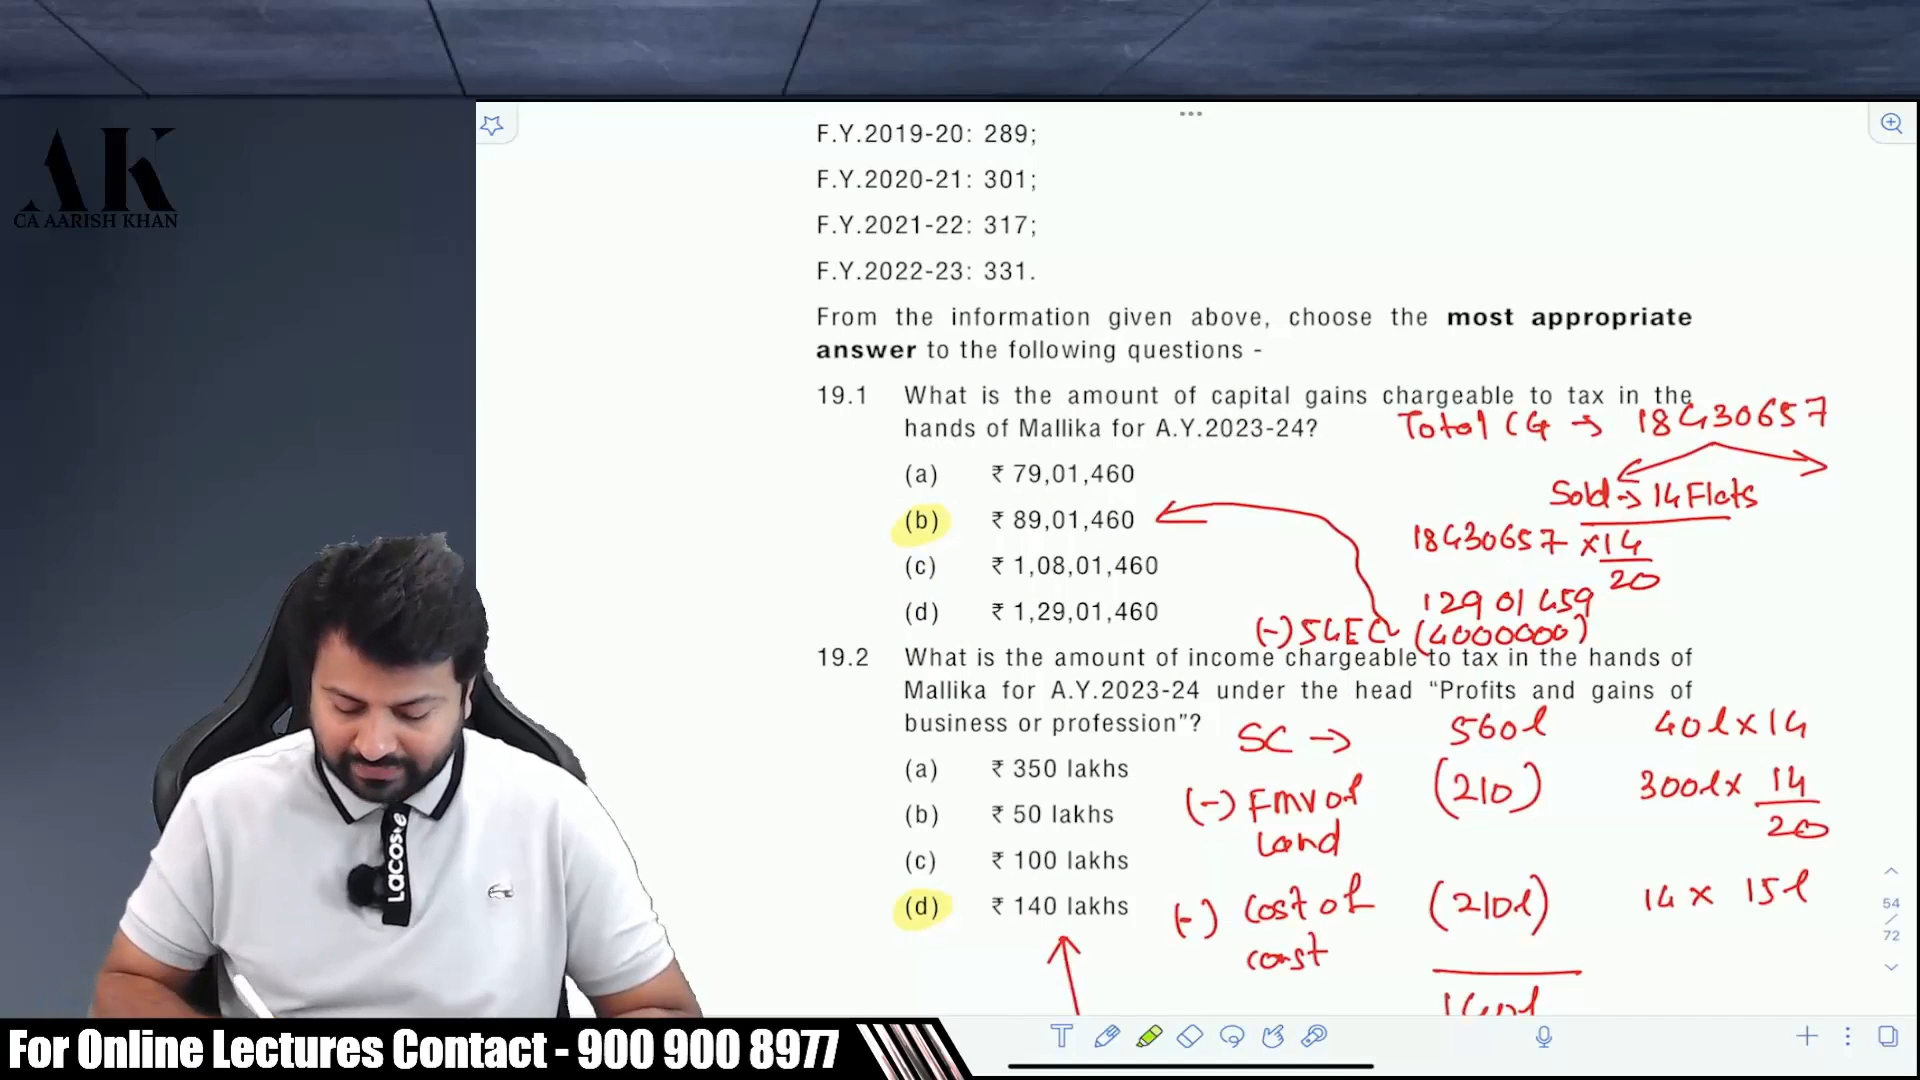 AK
CA AARISH KHAN
F.Y.2019-20: 289;
F.Y.2020-21: 301;
F.Y.2021-22: 317;
F.Y.2022-23: 331.
From the information given above, choose the most appropriate
answer to the following questions -
19.1 What is the amount of capital gains chargeable to tax in the
hands of Mallika for A.Y.2023-24?
Total CG → 18430657
(a) ₹ 79,01,460
Sold → 14 Flats
(b) ₹ 89,01,460
18430657 × 14
20
(c) ₹ 1,08,01,460
12901459
(d) ₹ 1,29,01,460
(-) 54EC (4000000)
19.2 What is the amount of income chargeable to tax in the hands of
Mallika for A.Y.2023-24 under the head "Profits and gains of
business or profession"?
SC → 560l 40l×14
(a) ₹ 350 lakhs
(-) FMV of (210) 300l× 14
20
(b) ₹ 50 lakhs
Land
(c) ₹ 100 lakhs
(d) ₹ 140 lakhs
(-) Cost of (210l) 14 × 15l
const
54
/
72
LACOSTE
For Online Lectures Contact - 900 900 8977
T